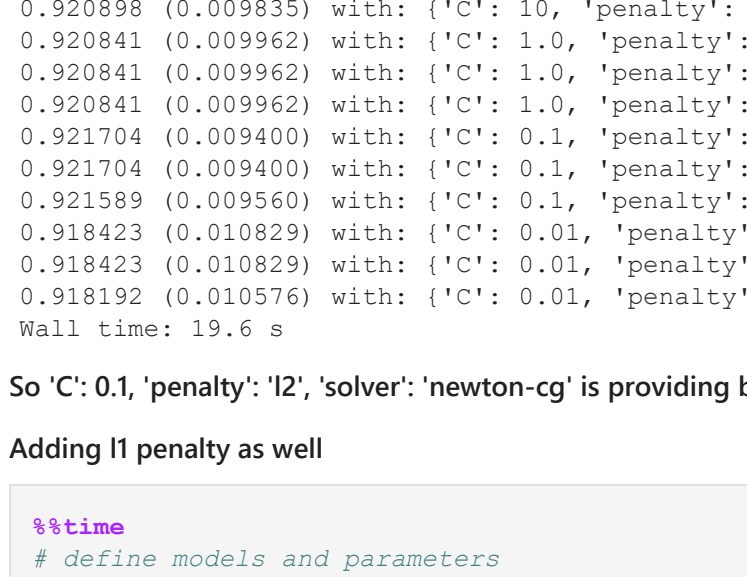 0.920898 (0.009835) with: {'C': 10, 'penalty':
0.920841 (0.009962) with: {'C': 1.0, 'penalty':
0.920841 (0.009962) with: {'C': 1.0, 'penalty':
0.920841 (0.009962) with: {'C': 1.0, 'penalty':
0.921704 (0.009400) with: {'C': 0.1, 'penalty':
0.921704 (0.009400) with: {'C': 0.1, 'penalty':
0.921589 (0.009560) with: {'C': 0.1, 'penalty':
0.918423 (0.010829) with: {'C': 0.01, 'penalty'
0.918423 (0.010829) with: {'C': 0.01, 'penalty'
0.918192 (0.010576) with: {'C': 0.01, 'penalty'
Wall time: 19.6 s
So 'C': 0.1, 'penalty': 'l2', 'solver': 'newton-cg' is providing
Adding l1 penalty as well
%%time
# define models and parameters